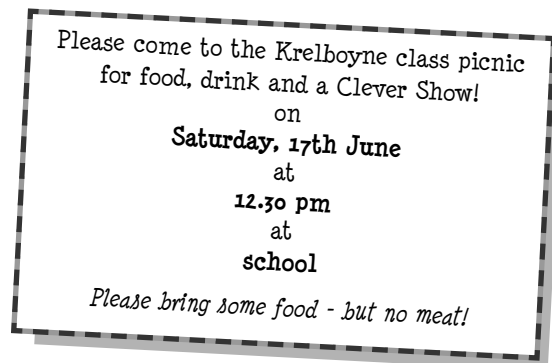 Please come to the Krelboyne class picnic
for food, drink and a Clever Show!
on
Saturday, 17th June
at
12.30 pm
at
school
Please bring some food - but no meat!